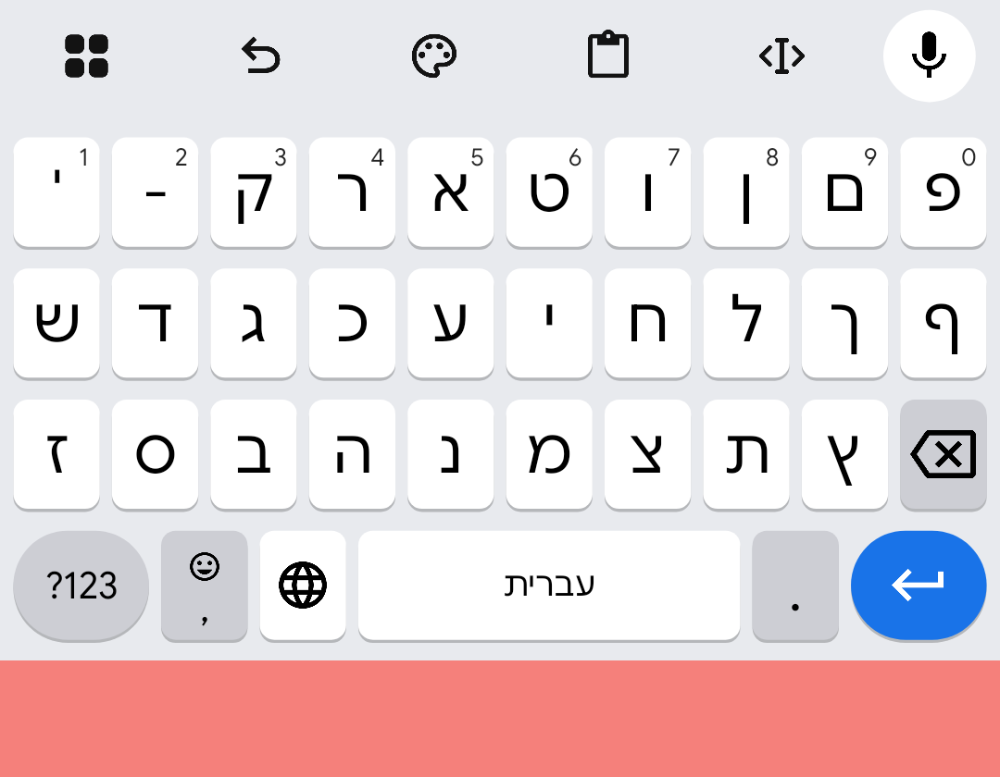 ' 1 - 2 ק 3 ר 4 א 5 ט 6 ו 7 ן 8 ם 9 פ 0
ש ד ג כ ע י ח ל ך ף
ז ס ב ה נ מ צ ת ץ
?123 , עברית .